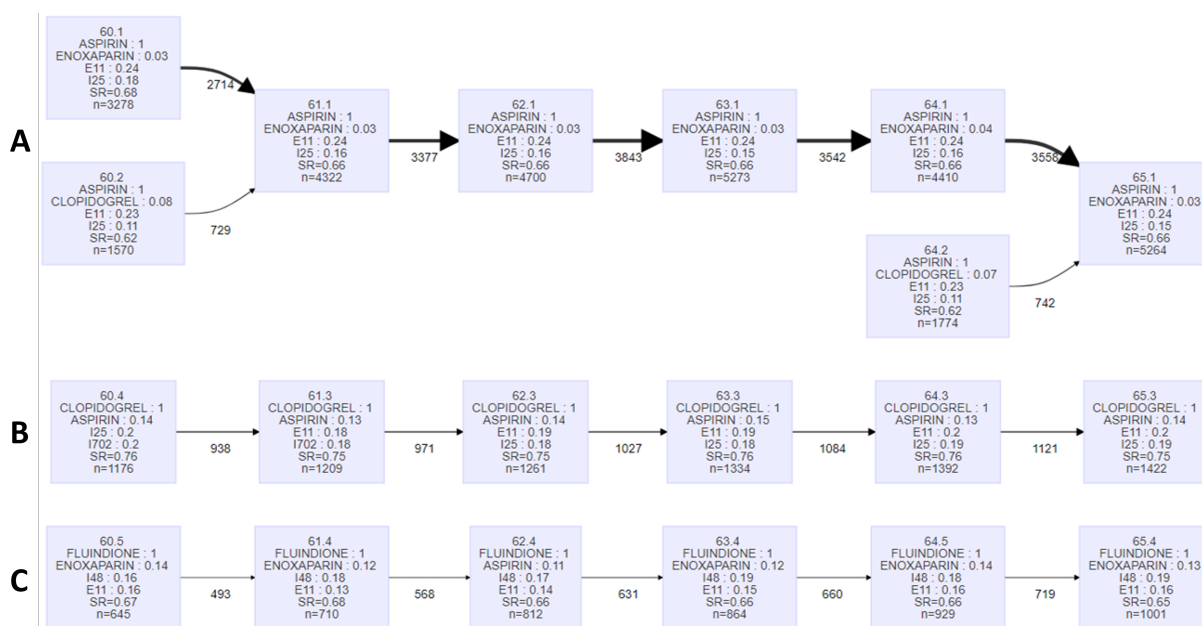 A
60.1
ASPIRIN : 1
ENOXAPARIN : 0.03
E11 : 0.24
I25 : 0.18
SR=0.68
n=3278
2714
60.2
ASPIRIN : 1
CLOPIDOGREL : 0.08
E11 : 0.23
I25 : 0.11
SR=0.62
n=1570
729
61.1
ASPIRIN : 1
ENOXAPARIN : 0.03
E11 : 0.24
I25 : 0.16
SR=0.66
n=4322
3377
62.1
ASPIRIN : 1
ENOXAPARIN : 0.03
E11 : 0.24
I25 : 0.16
SR=0.66
n=4700
3843
63.1
ASPIRIN : 1
ENOXAPARIN : 0.03
E11 : 0.24
I25 : 0.15
SR=0.66
n=5273
3542
64.1
ASPIRIN : 1
ENOXAPARIN : 0.04
E11 : 0.24
I25 : 0.16
SR=0.66
n=4410
3558
64.2
ASPIRIN : 1
CLOPIDOGREL : 0.07
E11 : 0.23
I25 : 0.11
SR=0.62
n=1774
742
65.1
ASPIRIN : 1
ENOXAPARIN : 0.03
E11 : 0.24
I25 : 0.15
SR=0.66
n=5264
B
60.4
CLOPIDOGREL : 1
ASPIRIN : 0.14
I25 : 0.2
I702 : 0.2
SR=0.76
n=1176
938
61.3
CLOPIDOGREL : 1
ASPIRIN : 0.13
E11 : 0.18
I702 : 0.18
SR=0.75
n=1209
971
62.3
CLOPIDOGREL : 1
ASPIRIN : 0.14
E11 : 0.19
I25 : 0.18
SR=0.75
n=1261
1027
63.3
CLOPIDOGREL : 1
ASPIRIN : 0.15
E11 : 0.19
I25 : 0.18
SR=0.76
n=1334
1084
64.3
CLOPIDOGREL : 1
ASPIRIN : 0.13
E11 : 0.2
I25 : 0.19
SR=0.76
n=1392
1121
65.3
CLOPIDOGREL : 1
ASPIRIN : 0.14
E11 : 0.2
I25 : 0.19
SR=0.75
n=1422
C
60.5
FLUINDIONE : 1
ENOXAPARIN : 0.14
I48 : 0.16
E11 : 0.16
SR=0.67
n=645
493
61.4
FLUINDIONE : 1
ENOXAPARIN : 0.12
I48 : 0.18
E11 : 0.13
SR=0.68
n=710
568
62.4
FLUINDIONE : 1
ASPIRIN : 0.11
I48 : 0.17
E11 : 0.14
SR=0.66
n=812
631
63.4
FLUINDIONE : 1
ENOXAPARIN : 0.12
I48 : 0.19
E11 : 0.15
SR=0.66
n=864
660
64.5
FLUINDIONE : 1
ENOXAPARIN : 0.14
I48 : 0.18
E11 : 0.16
SR=0.66
n=929
719
65.4
FLUINDIONE : 1
ENOXAPARIN : 0.13
I48 : 0.19
E11 : 0.16
SR=0.65
n=1001